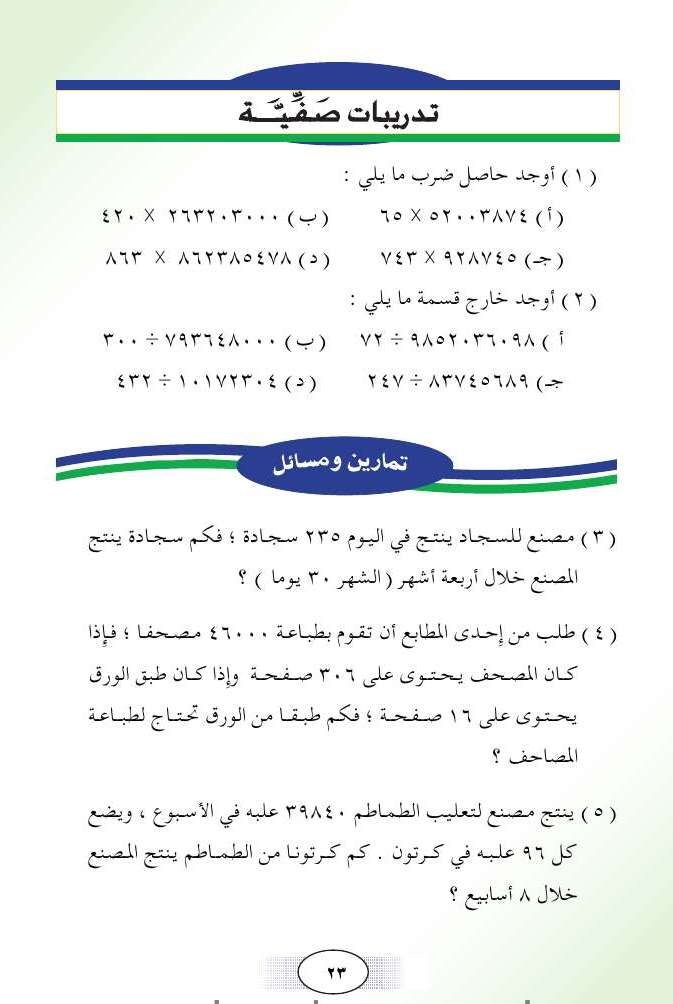 تدريبات صَفِّيَّـــة
( ١ ) أوجد حاصل ضرب ما يلي :
( أ ) ٥٢٠٠٣٨٧٤ × ٦٥ ( ب ) ٢٦٣٢٠٣٠٠٠ × ٤٢٠
( جـ ) ٩٢٨٧٤٥ × ٧٤٣ ( د ) ٨٦٢٣٨٥٤٧٨ × ٨٦٣
( ٢ ) أوجد خارج قسمة ما يلي :
أ ) ٩٨٥٢٠٣٦٠٩٨ ÷ ٧٢ ( ب ) ٧٩٣٦٤٨٠٠٠ ÷ ٣٠٠
جـ ) ٨٣٧٤٥٦٨٩ ÷ ٢٤٧ ( د ) ١٠١٧٢٣٠٤ ÷ ٤٣٢
تمارين ومسائل
( ٣ ) مصنع للسجاد ينتج في اليوم ٢٣٥ سجادة ؛ فكم سجادة ينتج
المصنع خلال أربعة أشهر ( الشهر ٣٠ يوما ) ؟
( ٤ ) طلب من إحدى المطابع أن تقوم بطباعة ٤٦٠٠٠ مصحفا ؛ فإذا
كان المصحف يحتوى على ٣٠٦ صفحة وإذا كان طبق الورق
يحتوى على ١٦ صفحة ؛ فكم طبقا من الورق تحتاج لطباعة
المصاحف ؟
( ٥ ) ينتج مصنع لتعليب الطماطم ٣٩٨٤٠ علبه في الأسبوع ، ويضع
كل ٩٦ علبه في كرتون . كم كرتونا من الطماطم ينتج المصنع
خلال ٨ أسابيع ؟
٢٣